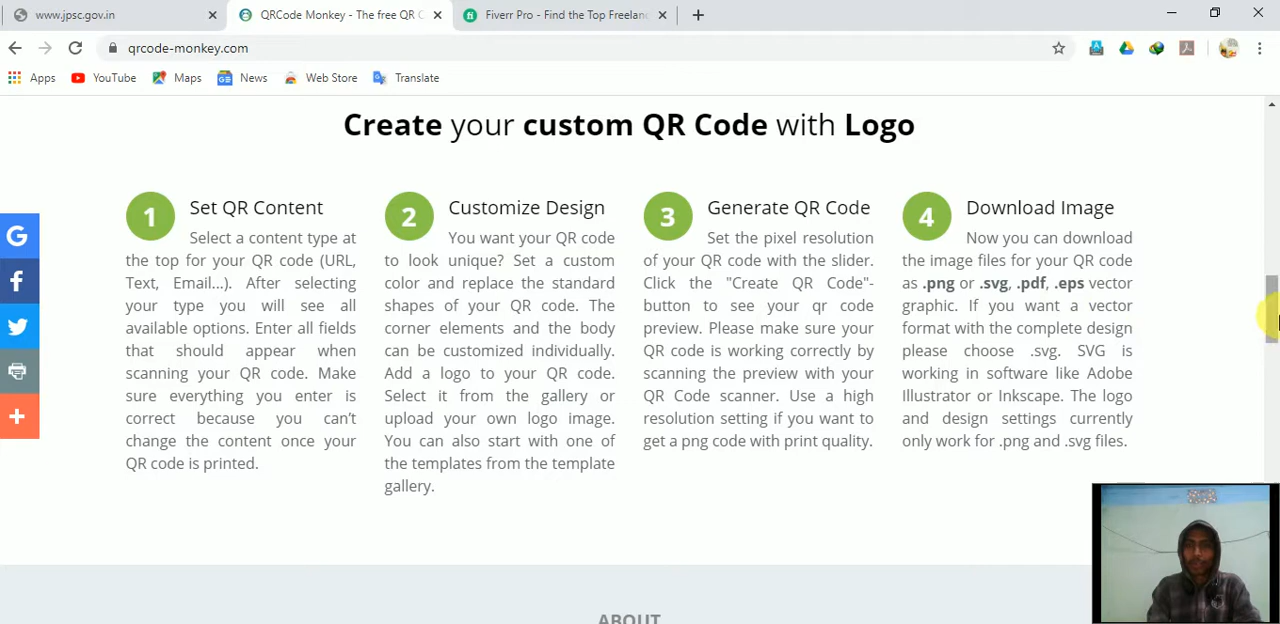 www.jpsc.gov.in
QRCode Monkey - The free QR C
Fiverr Pro - Find the Top Freelanc
qrcode-monkey.com
Apps
YouTube
Maps
News
Web Store
Translate
Create your custom QR Code with Logo
1
Set QR Content
Select a content type at
the top for your QR code (URL,
Text, Email...). After selecting
your type you will see all
available options. Enter all fields
that should appear when
scanning your QR code. Make
sure everything you enter is
correct because you can't
change the content once your
QR code is printed.
2
Customize Design
You want your QR code
to look unique? Set a custom
color and replace the standard
shapes of your QR code. The
corner elements and the body
can be customized individually.
Add a logo to your QR code.
Select it from the gallery or
upload your own logo image.
You can also start with one of
the templates from the template
gallery.
3
Generate QR Code
Set the pixel resolution
of your QR code with the slider.
Click the "Create QR Code"-
button to see your qr code
preview. Please make sure your
QR code is working correctly by
scanning the preview with your
QR Code scanner. Use a high
resolution setting if you want to
get a png code with print quality.
4
Download Image
Now you can download
the image files for your QR code
as .png or .svg, .pdf, .eps vector
graphic. If you want a vector
format with the complete design
please choose .svg. SVG is
working in software like Adobe
Illustrator or Inkscape. The logo
and design settings currently
only work for .png and .svg files.
ABOUT